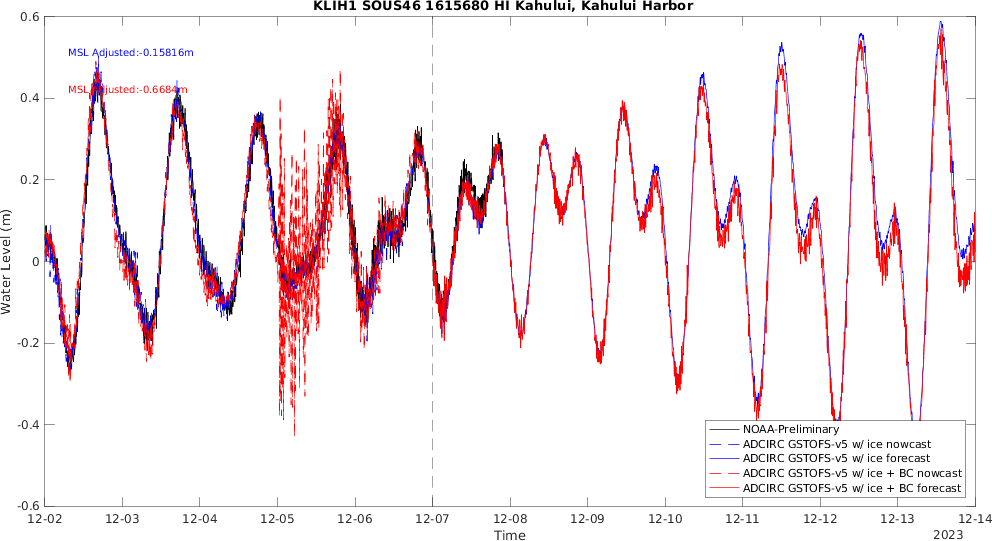 KLIH1 SOUS46 1615680 HI Kahului, Kahului Harbor
0.6
MSL Adjusted:-0.15816m
MSL Adjusted:-0.6684m
0.4
0.2
Water Level (m)
0
-0.2
-0.4
NOAA-Preliminary
ADCIRC GSTOFS-v5 w/ ice nowcast
ADCIRC GSTOFS-v5 w/ ice forecast
ADCIRC GSTOFS-v5 w/ ice + BC nowcast
ADCIRC GSTOFS-v5 w/ ice + BC forecast
-0.6
12-02 12-03 12-04 12-05 12-06 12-07 12-08 12-09 12-10 12-11 12-12 12-13 12-14
Time
2023